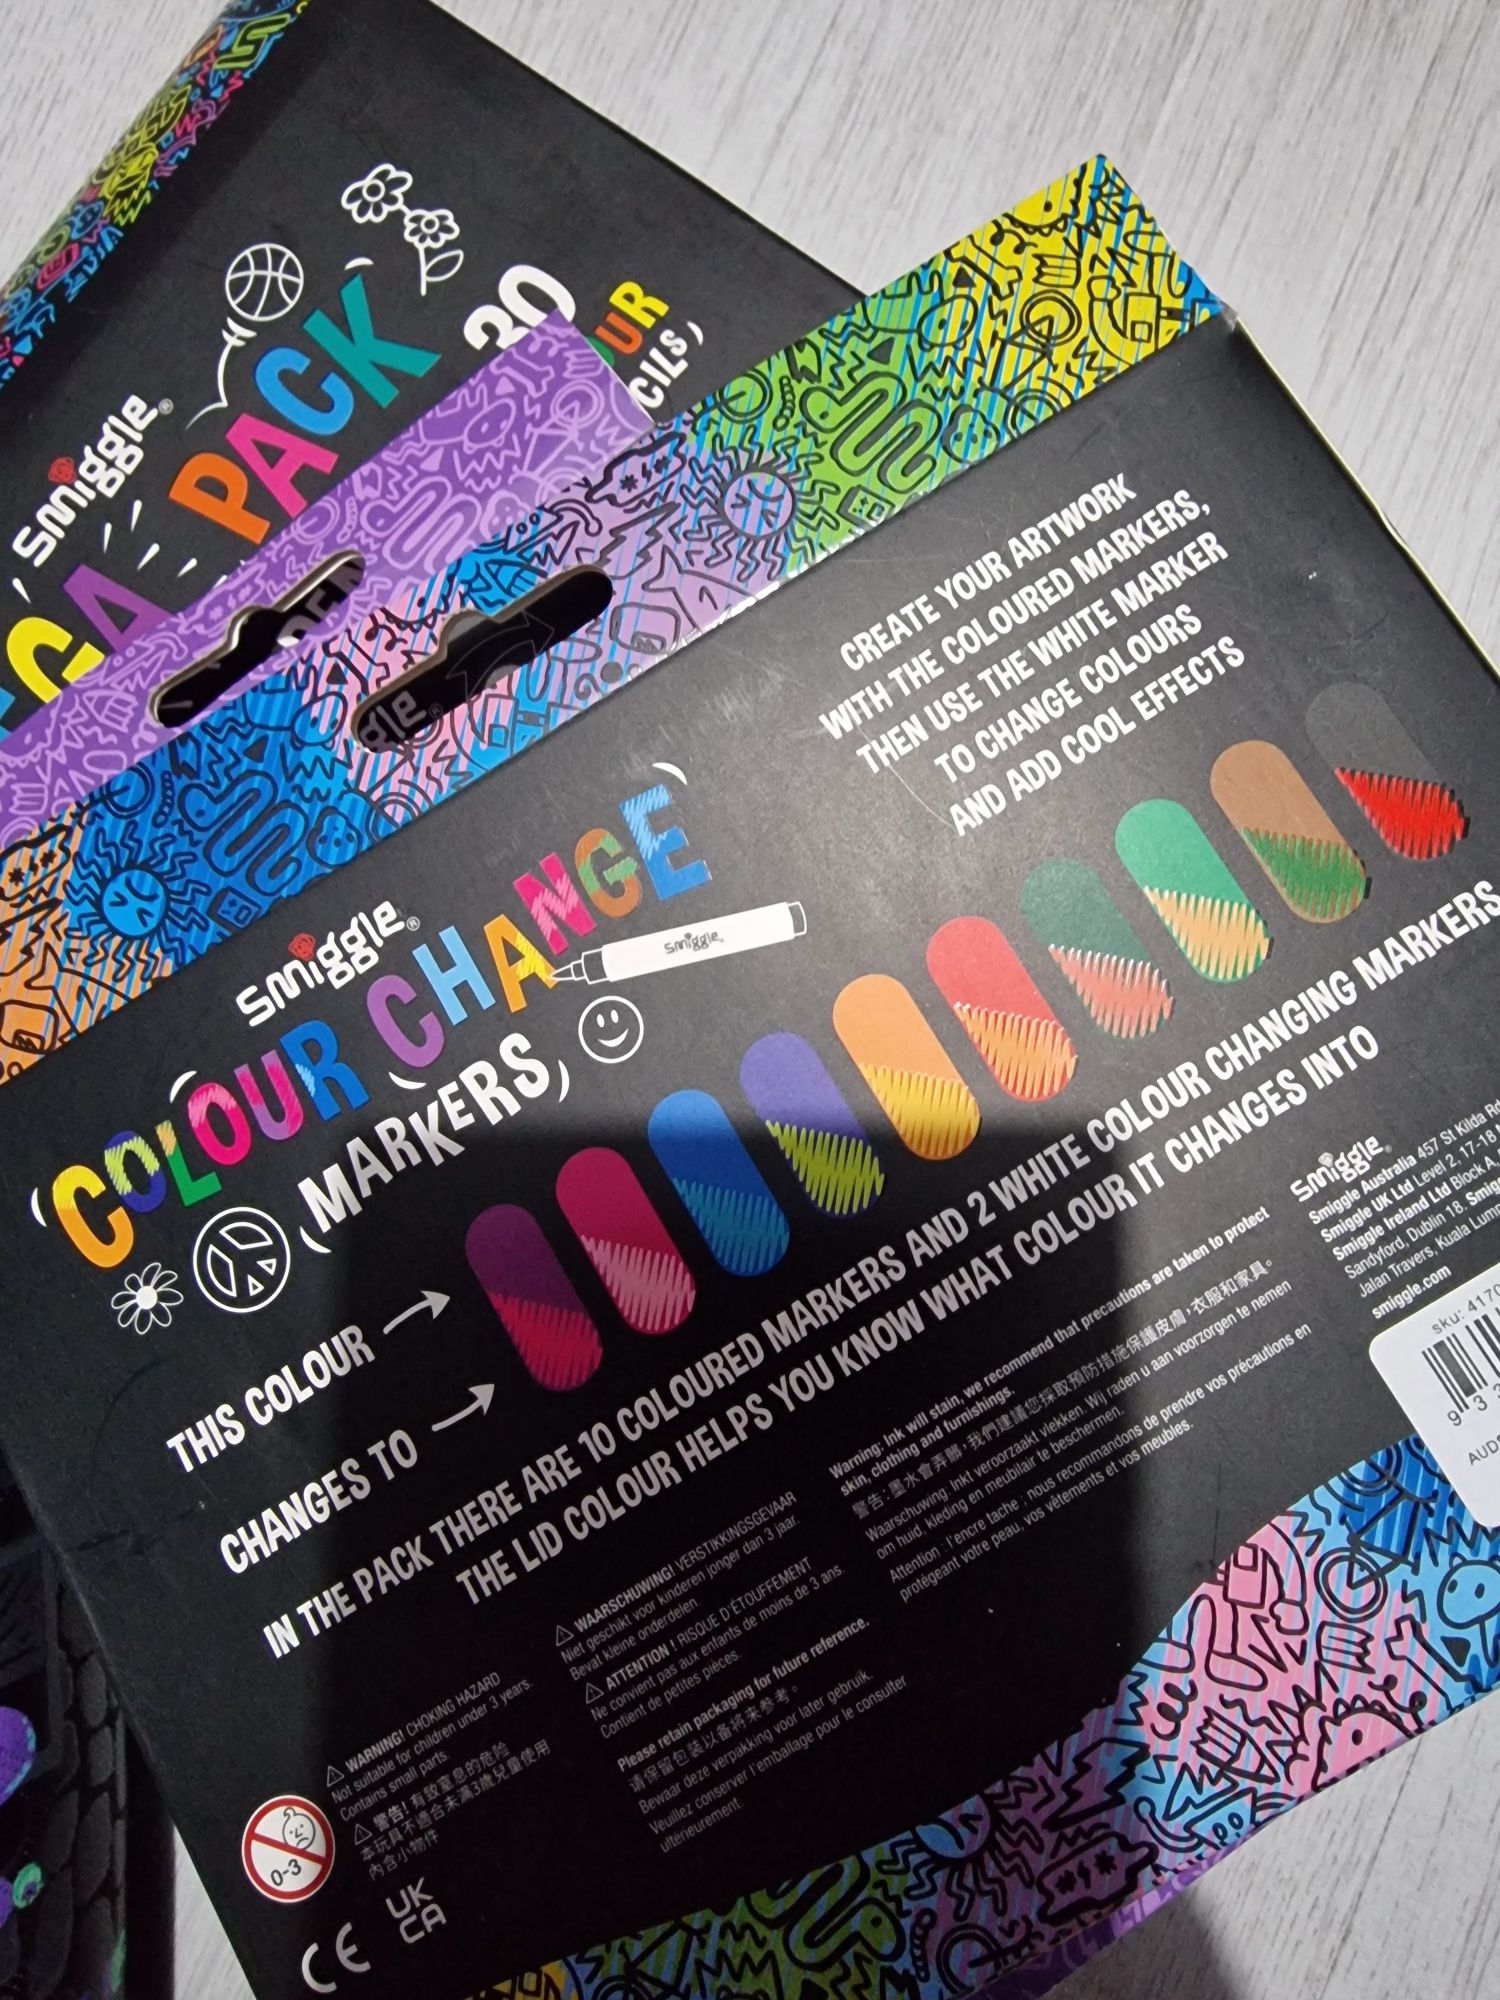 smiggle®
PACK
30
smiggle®
COLOUR CHANGE
MARKERS
smiggle
CREATE YOUR ARTWORK
WITH THE COLOURED MARKERS,
THEN USE THE WHITE MARKER
TO CHANGE COLOURS
AND ADD COOL EFFECTS
THIS COLOUR
CHANGES TO
IN THE PACK THERE ARE 10 COLOURED MARKERS AND 2 WHITE COLOUR CHANGING MARKERS
THE LID COLOUR HELPS YOU KNOW WHAT COLOUR IT CHANGES INTO
WARNING! CHOKING HAZARD
Not suitable for children under 3 years.
Contains small parts.
警告! 有致窒息的危險
本玩具不適合未滿3歲兒童使用
內含小物件
0-3
CE
UK
CA
WAARSCHUWING! VERSTIKKINGSGEVAAR
Niet geschikt voor kinderen jonger dan 3 jaar.
Bevat kleine onderdelen.
ATTENTION ! RISQUE D'ÉTOUFFEMENT
Ne convient pas aux enfants de moins de 3 ans.
Contient de petites pièces.
Please retain packaging for future reference.
請保留包裝以备将来参考。
Bewaar deze verpakking voor later gebruik.
Veuillez conserver l'emballage pour le consulter
ultérieurement.
Warning: Ink will stain, we recommend that precautions are taken to protect
skin, clothing and furnishings.
警告:墨水會弄髒,我們建議您採取預防措施保護皮膚,衣服和家具。
Waarschuwing: Inkt veroorzaakt vlekken. Wij raden u aan voorzorgen te nemen
om huid, kleding en meubilair te beschermen.
Attention : l'encre tache ; nous recommandons de prendre vos précautions en
protégeant votre peau, vos vêtements et vos meubles.
smiggle®
Smiggle Australia 457 St Kilda Rd
Smiggle UK Ltd Level 2, 17-18
Smiggle Ireland Ltd Block A,
Sandyford, Dublin 18.
Jalan Travers, Kuala
smiggle.com
sku: 4170
9 33
AUD